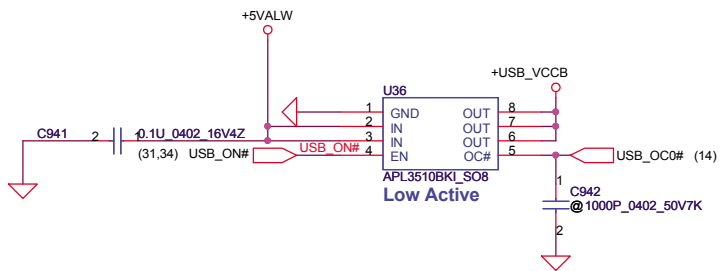 +5VALW
+USB_VCCB
U36
1 GND OUT 8
2 IN OUT 7
3 IN OUT 6
4 EN OC# 5
C941 2 1 0.1U_0402_16V4Z
(31,34) USB_ON# USB_ON#
USB_OC0# (14)
APL3510BKI_SO8
Low Active
1
C942
@1000P_0402_50V7K
2